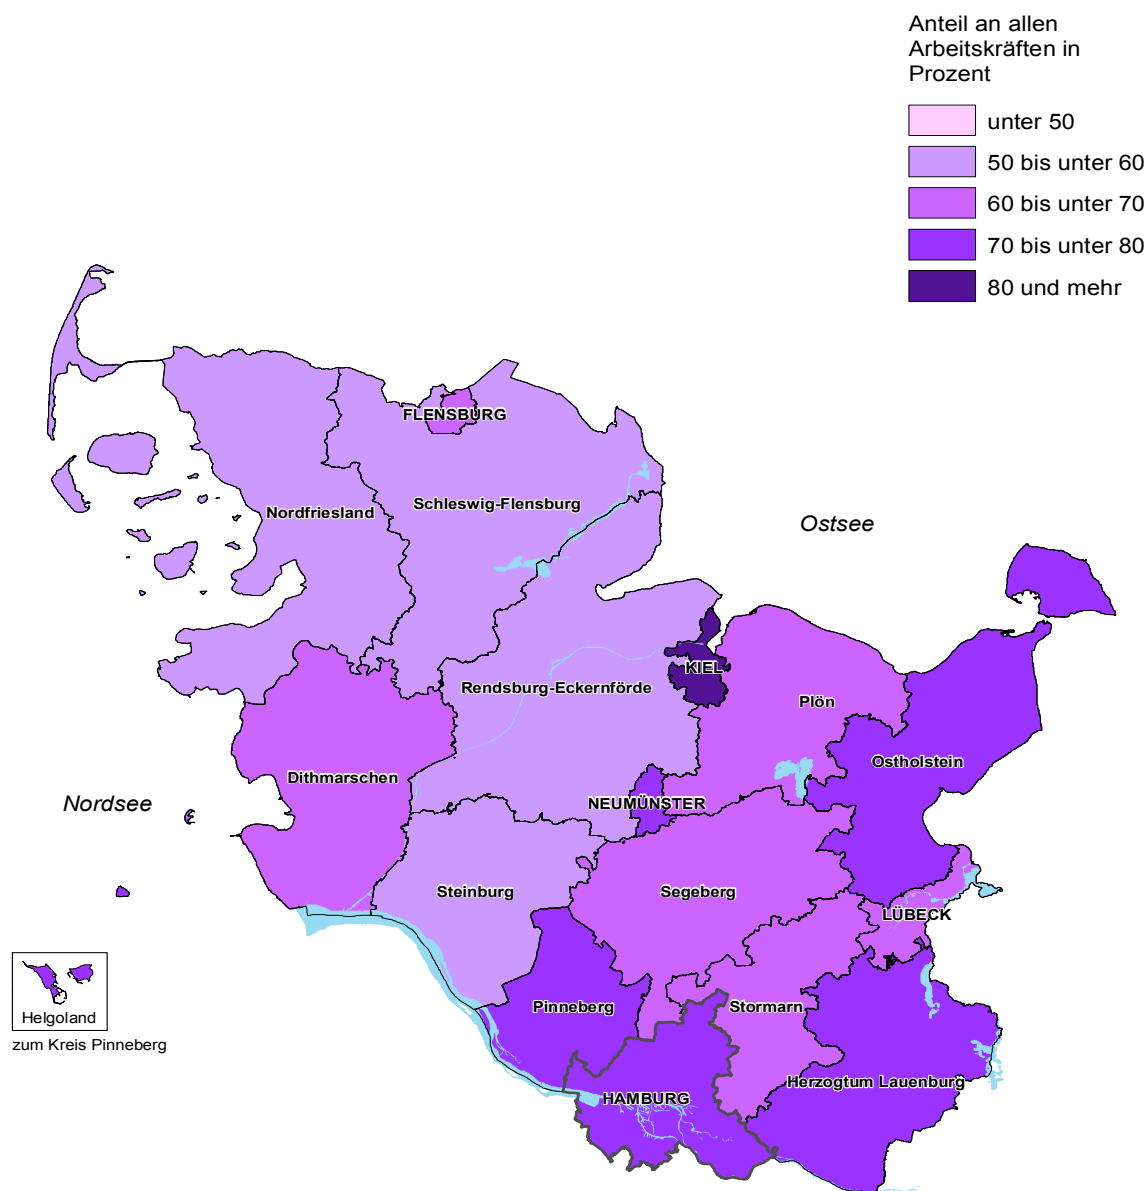 Anteil an allen
Arbeitskräften in
Prozent
unter 50
50 bis unter 60
60 bis unter 70
70 bis unter 80
80 und mehr
FLENSBURG
Schleswig-Flensburg
Nordfriesland
Ostsee
KIEL
Rendsburg-Eckernförde
Plön
Ostholstein
Dithmarschen
Nordsee
NEUMÜNSTER
Steinburg
Segeberg
LÜBECK
Pinneberg
Stormarn
Helgoland
zum Kreis Pinneberg
Herzogtum Lauenburg
HAMBURG